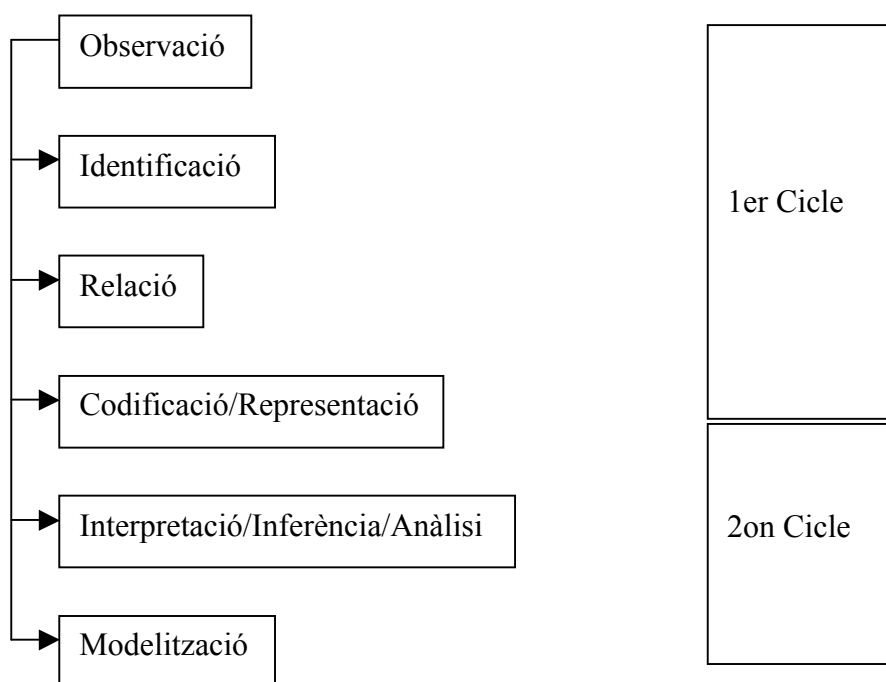 Observació
Identificació
Relació
Codificació/Representació
Interpretació/Inferència/Anàlisi
Modelització
1er Cicle
2on Cicle